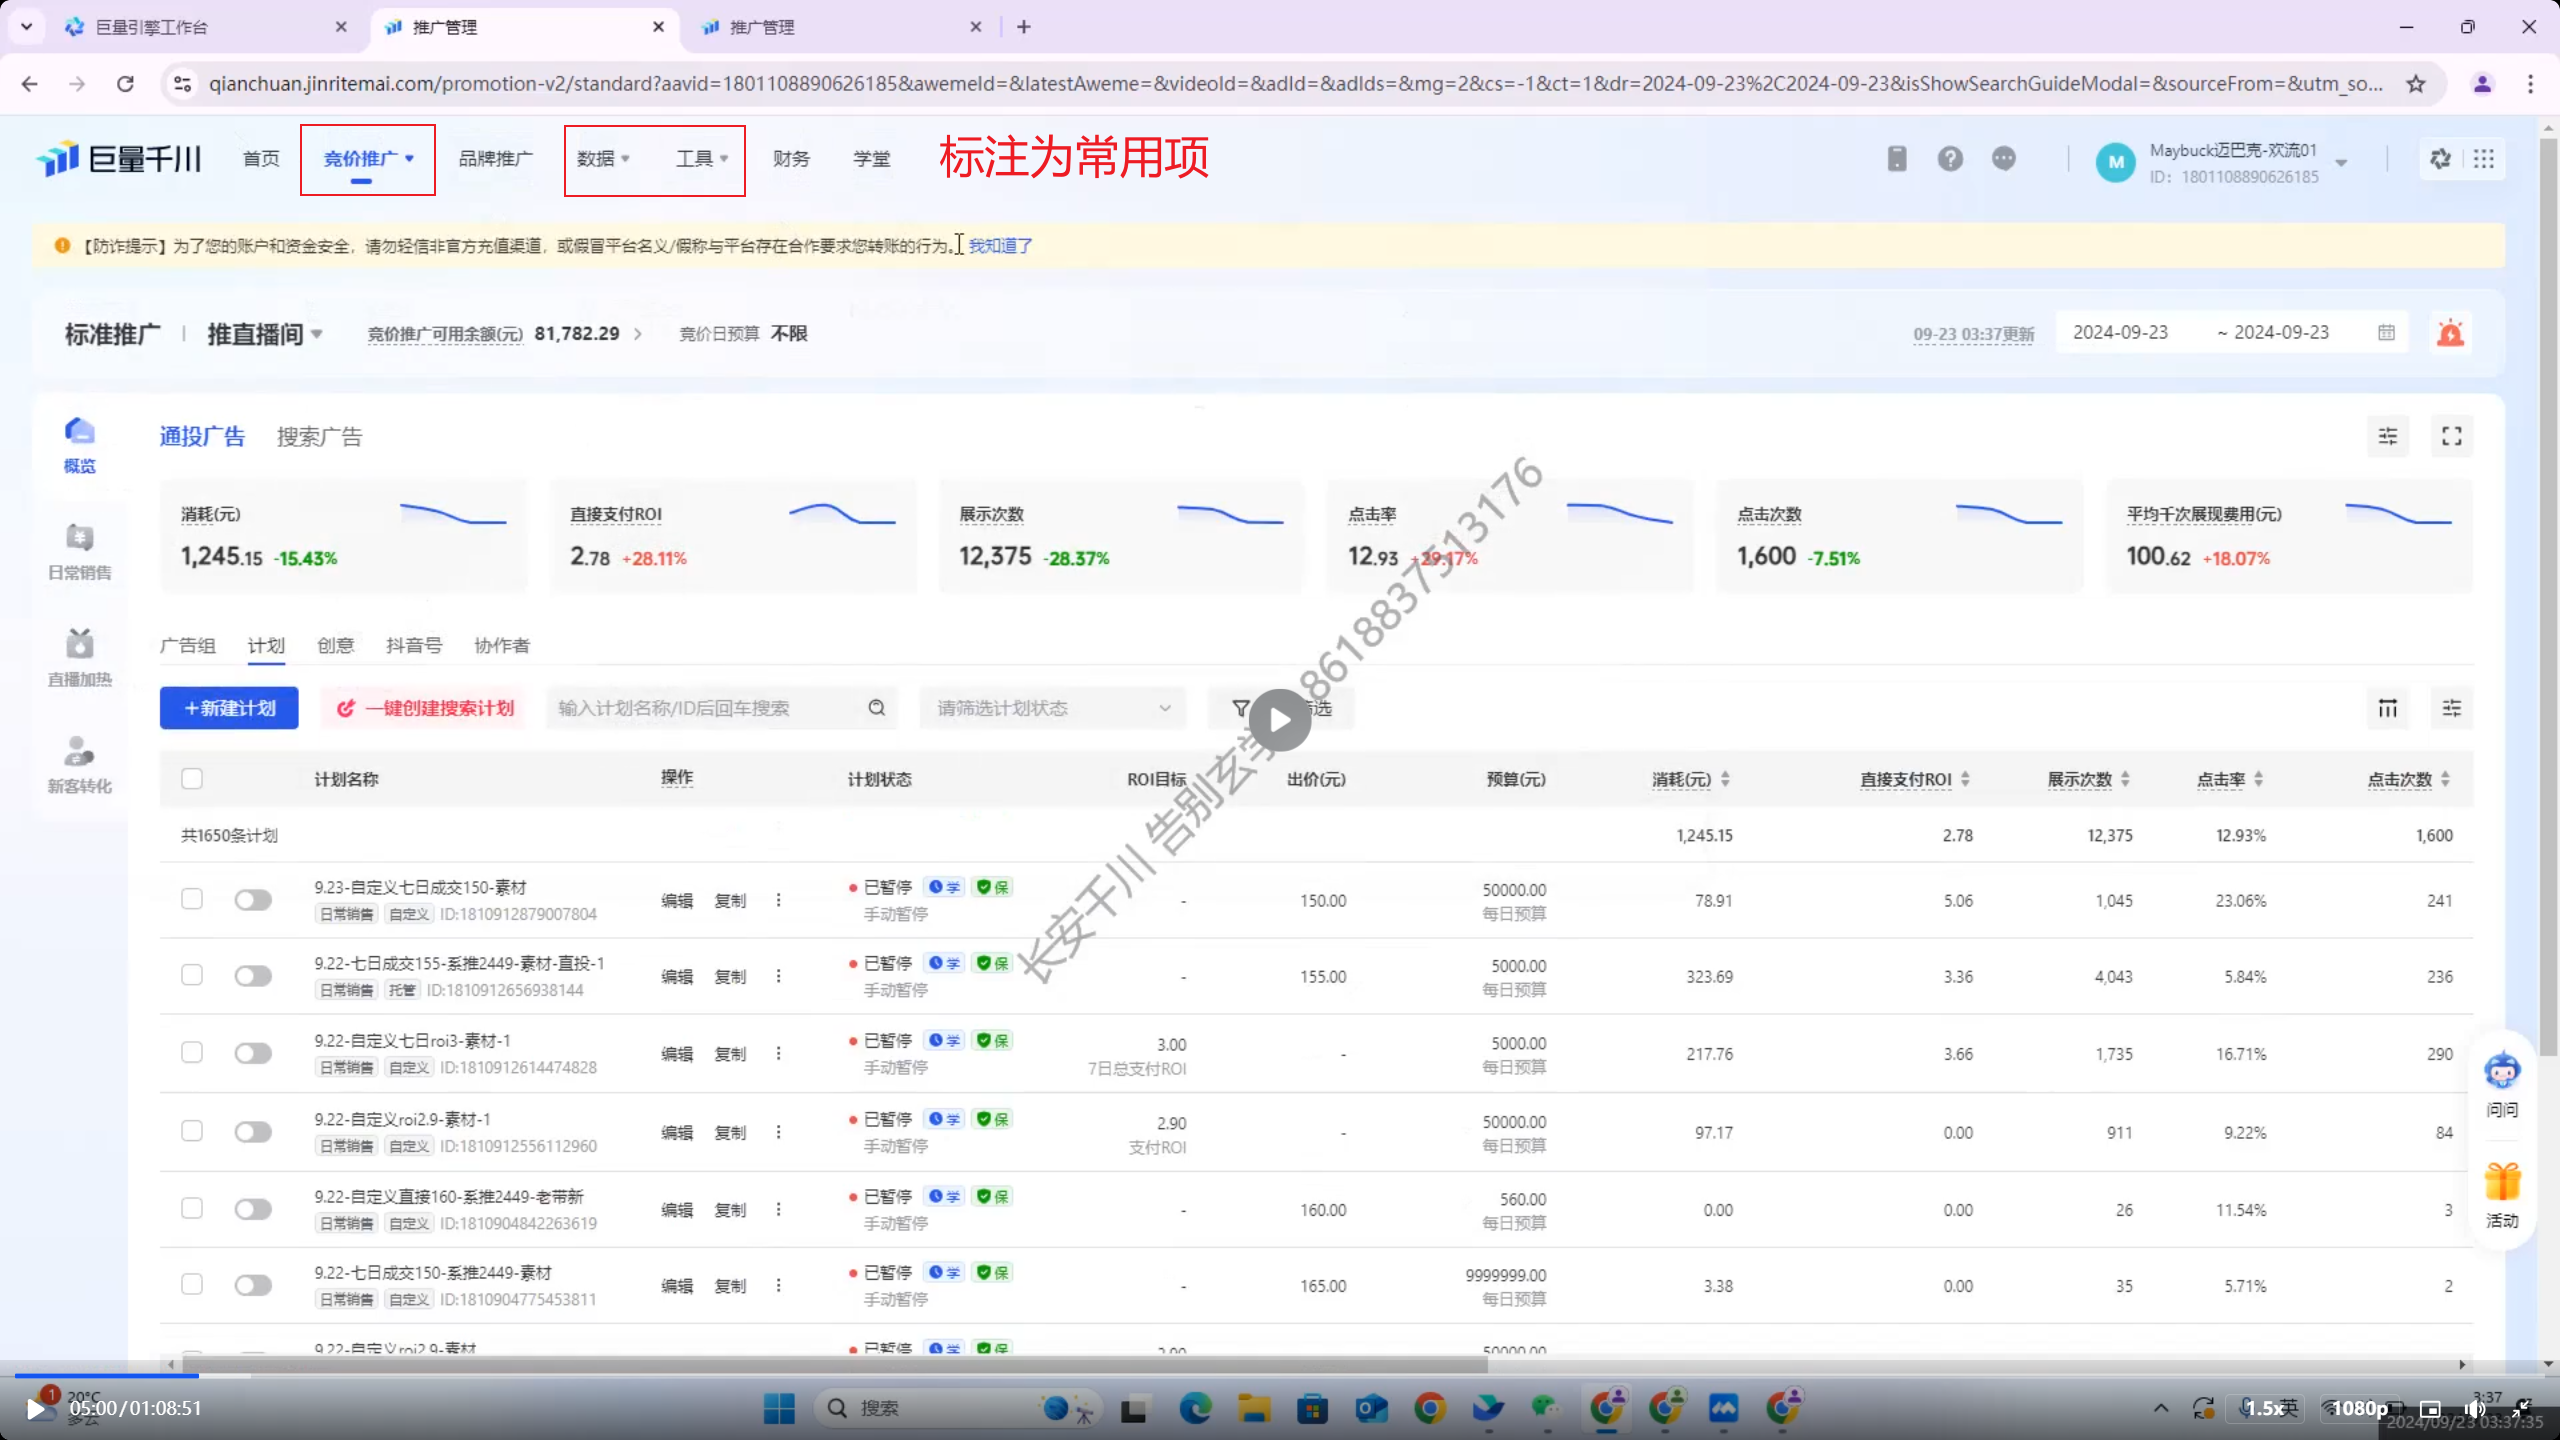 巨量引擎工作台
推广管理
推广管理
qianchuan.jinritemai.com/promotion-v2/standard?aavid=1801108890626185&awemeId=&latestAweme=&videoId=&adId=&adIds=&mg=2&cs=-1&ct=1&dr=2024-09-23%2C2024-09-23&isShowSearchGuideModal=&sourceFrom=&utm_so...
巨量千川 首页 竞价推广 品牌推广 数据 工具 财务 学堂 标注为常用项
M Maybuck迈巴克-欢流01
ID: 1801108890626185
【防诈提示】为了您的账户和资金安全，请勿轻信非官方充值渠道，或假冒平台名义/假称与平台存在合作要求您转账的行为。 我知道了
标准推广 推直播间 竞价推广可用余额(元) 81,782.29 竞价日预算 不限 09-23 03:37更新 2024-09-23 ~ 2024-09-23
概览
日常销售
直播加热
新客转化
通投广告 搜索广告
消耗(元) 直接支付ROI 展示次数 点击率 点击次数 平均千次展现费用(元)
1,245.15 -15.43% 2.78 +28.11% 12,375 -28.37% 12.93 +29.17% 1,600 -7.51% 100.62 +18.07%
广告组 计划 创意 抖音号 协作者
+新建计划 一键创建搜索计划 输入计划名称/ID后回车搜索 请筛选计划状态 选
计划名称 操作 计划状态 ROI目标 出价(元) 预算(元) 消耗(元) 直接支付ROI 展示次数 点击率 点击次数
共1650条计划 1,245.15 2.78 12,375 12.93% 1,600
9.23-自定义七日成交150-素材 编辑 复制 已暂停 学 保 - 150.00 50000.00 78.91 5.06 1,045 23.06% 241
日常销售 自定义 ID:1810912879007804 手动暂停 每日预算
9.22-七日成交155-系推2449-素材-直投-1 编辑 复制 已暂停 学 保 - 155.00 5000.00 323.69 3.36 4,043 5.84% 236
日常销售 托管 ID:1810912656938144 手动暂停 每日预算
9.22-自定义七日roi3-素材-1 编辑 复制 已暂停 学 保 3.00 - 5000.00 217.76 3.66 1,735 16.71% 290
日常销售 自定义 ID:1810912614474828 手动暂停 7日总支付ROI 每日预算
9.22-自定义roi2.9-素材-1 编辑 复制 已暂停 学 保 2.90 - 50000.00 97.17 0.00 911 9.22% 84
日常销售 自定义 ID:1810912556112960 手动暂停 支付ROI 每日预算
9.22-自定义直接160-系推2449-老带新 编辑 复制 已暂停 学 保 - 160.00 560.00 0.00 0.00 26 11.54% 3
日常销售 自定义 ID:1810904842263619 手动暂停 每日预算
9.22-七日成交150-系推2449-素材 编辑 复制 已暂停 学 保 - 165.00 9999999.00 3.38 0.00 35 5.71% 2
日常销售 自定义 ID:1810904775453811 手动暂停 每日预算
9.22-自定义roi2.9-素材 已暂停 学 保 2.90 50000.00
问问
活动
长安千川 告别玄学
8618837513176
1 20°C
多云
05:00/01:08:51
搜索
1.5x 英 1080p 3:37
2024/09/23 03:37:35